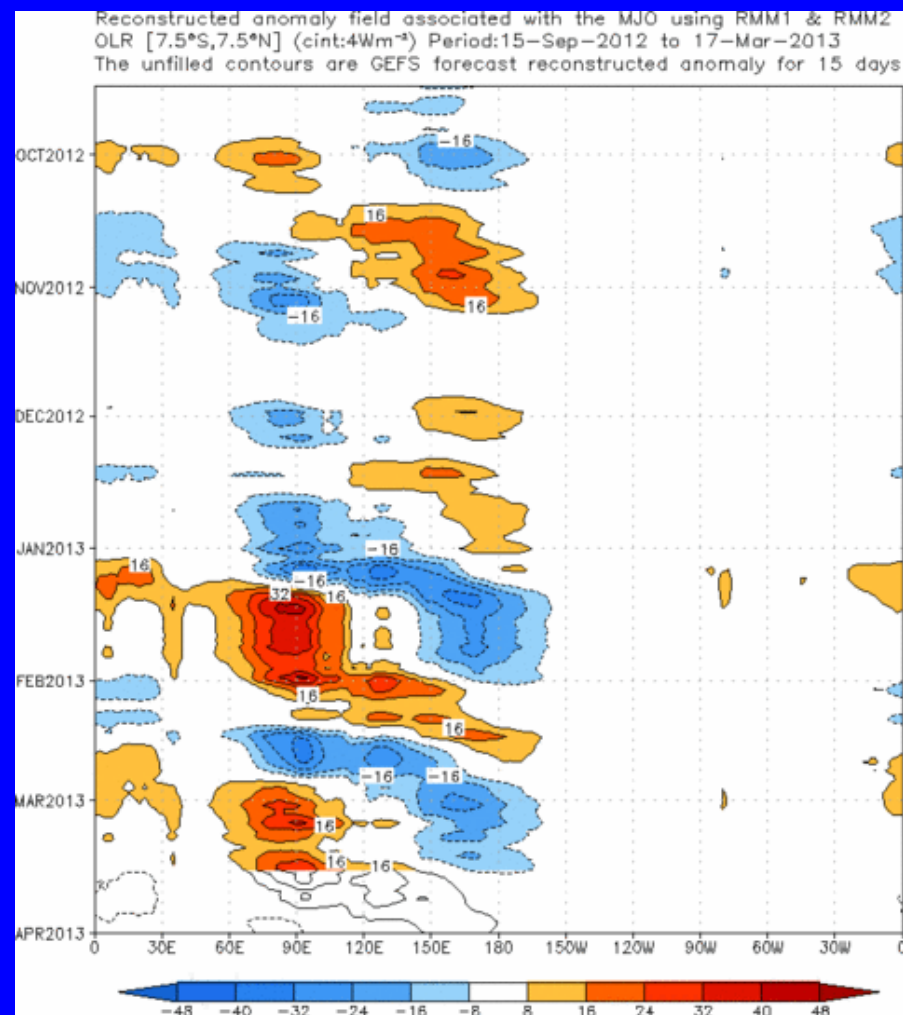 Reconstructed anomaly field associated with the MJO using RMM1 & RMM2
OLR [7.5°S,7.5°N] (cint:4Wm⁻²) Period:15-Sep-2012 to 17-Mar-2013
The unfilled contours are GEFS forecast reconstructed anomaly for 15 days
-16
OCT2012
16
NOV2012
16
-16
DEC2012
JAN2013
-16
16
-16
32
16
FEB2013
16
16
-16
-16
MAR2013
16
16
16
APR2013
0 30E 60E 90E 120E 150E 180 150W 120W 90W 60W 30W 0
-48 -40 -32 -24 -16 -8 8 16 24 32 40 48